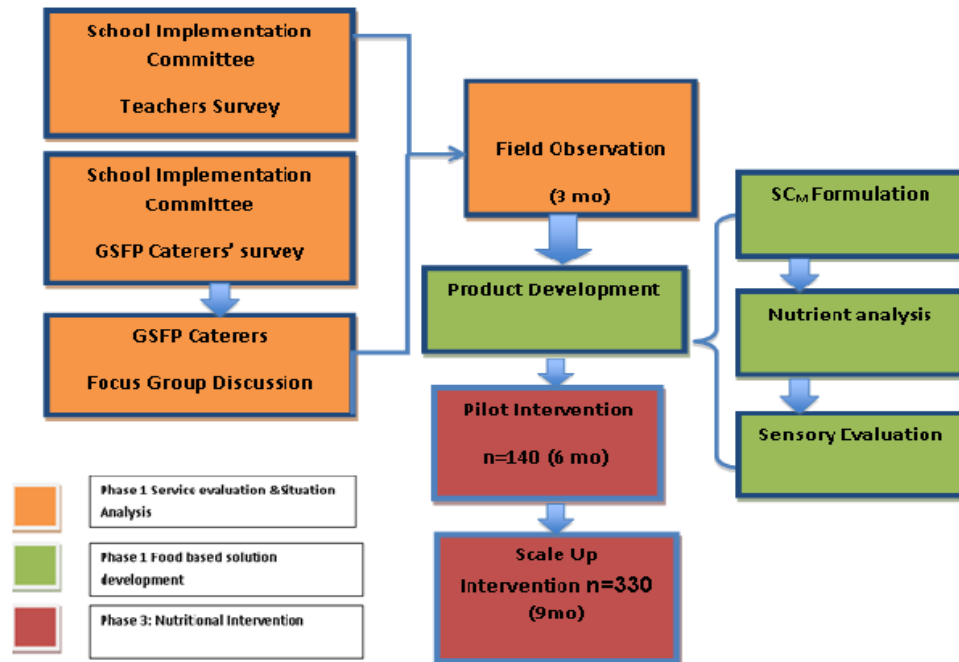 School Implementation
Committee
Teachers Survey
School Implementation
Committee
GSFP Caterers' survey
GSFP Caterers
Focus Group Discussion
Field Observation
(3 mo)
Product Development
Pilot Intervention
n=140 (6 mo)
Scale Up
Intervention n=330
(9mo)
SCM Formulation
Nutrient analysis
Sensory Evaluation
Phase 1 Service evaluation &Situation
Analysis
Phase 1 Food based solution
development
Phase 3: Nutritional Intervention